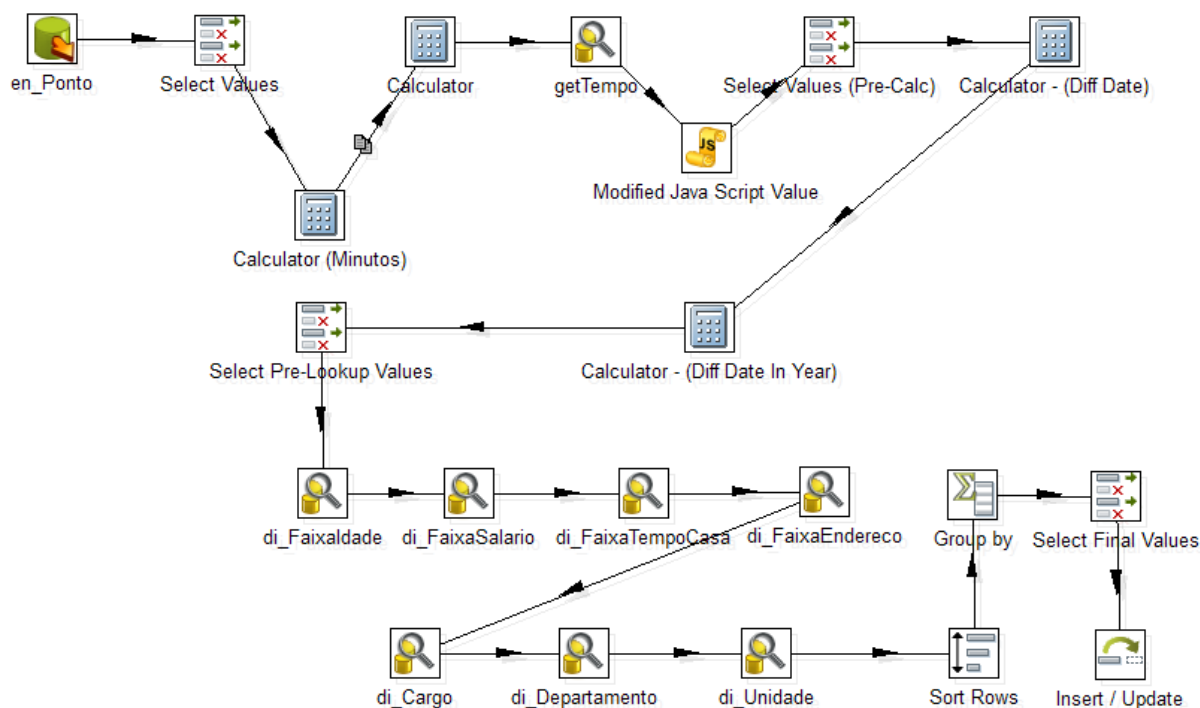 en_Ponto
Select Values
Calculator
getTempo
Select Values (Pre-Calc)
Calculator - (Diff Date)
JS
Modified Java Script Value
Calculator (Minutos)
Select Pre-Lookup Values
Calculator - (Diff Date In Year)
di_FaixaIdade
di_FaixaSalario
di_FaixaTempoCasa
di_FaixaEndereco
Group by
Select Final Values
di_Cargo
di_Departamento
di_Unidade
Sort Rows
Insert / Update